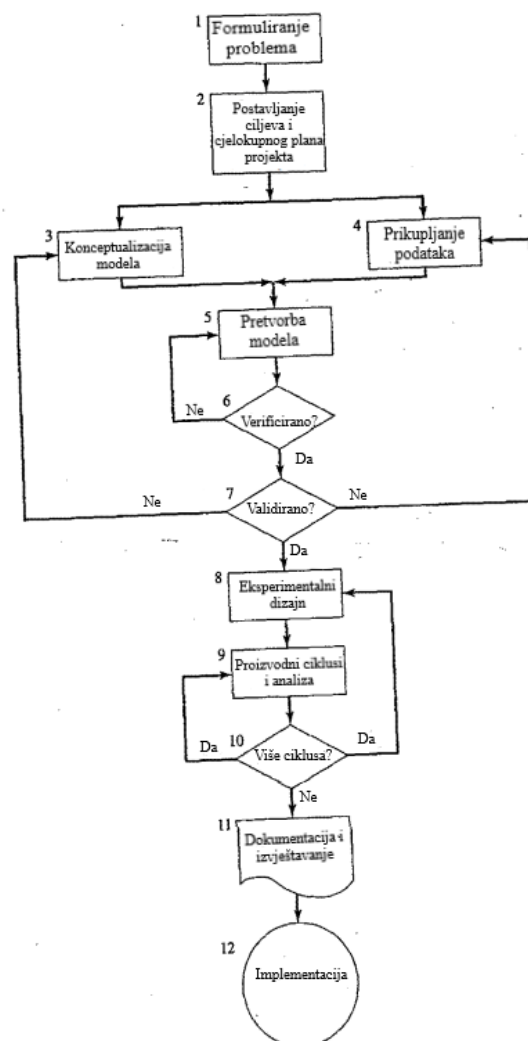 1
Formuliranje
problema
2
Postavljanje
ciljeva i
cjelokupnog plana
projekta
3
Konceptualizacija
modela
4
Prikupljanje
podataka
5
Pretvorba
modela
6
Ne
Verificirano?
Da
Ne
7
Validirano?
Ne
Da
8
Eksperimentalni
dizajn
9
Proizvodni ciklusi
i analiza
Da
10
Više ciklusa?
Da
Ne
11
Dokumentacija i
izvještavanje
12
Implementacija